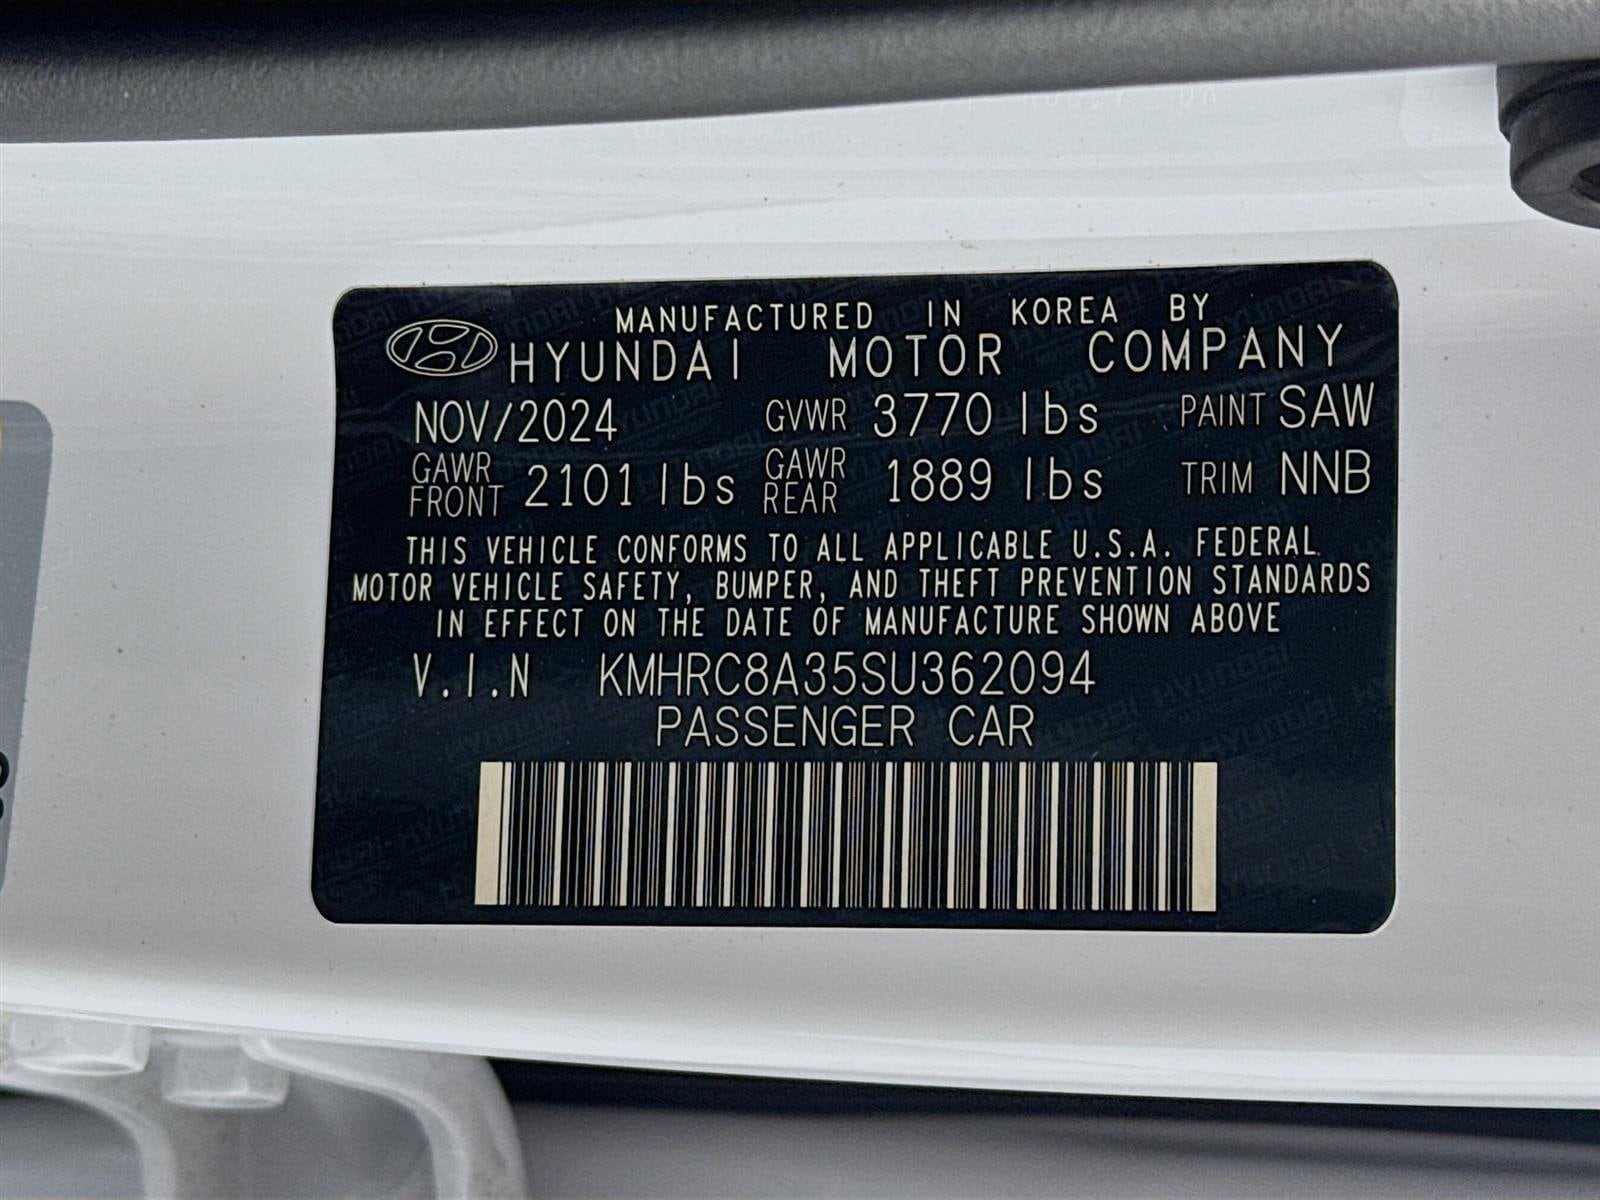 MANUFACTURED IN KOREA BY
HYUNDAI MOTOR COMPANY
NOV/2024 GVWR 3770 lbs PAINT SAW
GAWR FRONT 2101 lbs GAWR REAR 1889 lbs TRIM NNB
THIS VEHICLE CONFORMS TO ALL APPLICABLE U.S.A. FEDERAL
MOTOR VEHICLE SAFETY, BUMPER, AND THEFT PREVENTION STANDARDS
IN EFFECT ON THE DATE OF MANUFACTURE SHOWN ABOVE
V.I.N KMHRC8A35SU362094
PASSENGER CAR